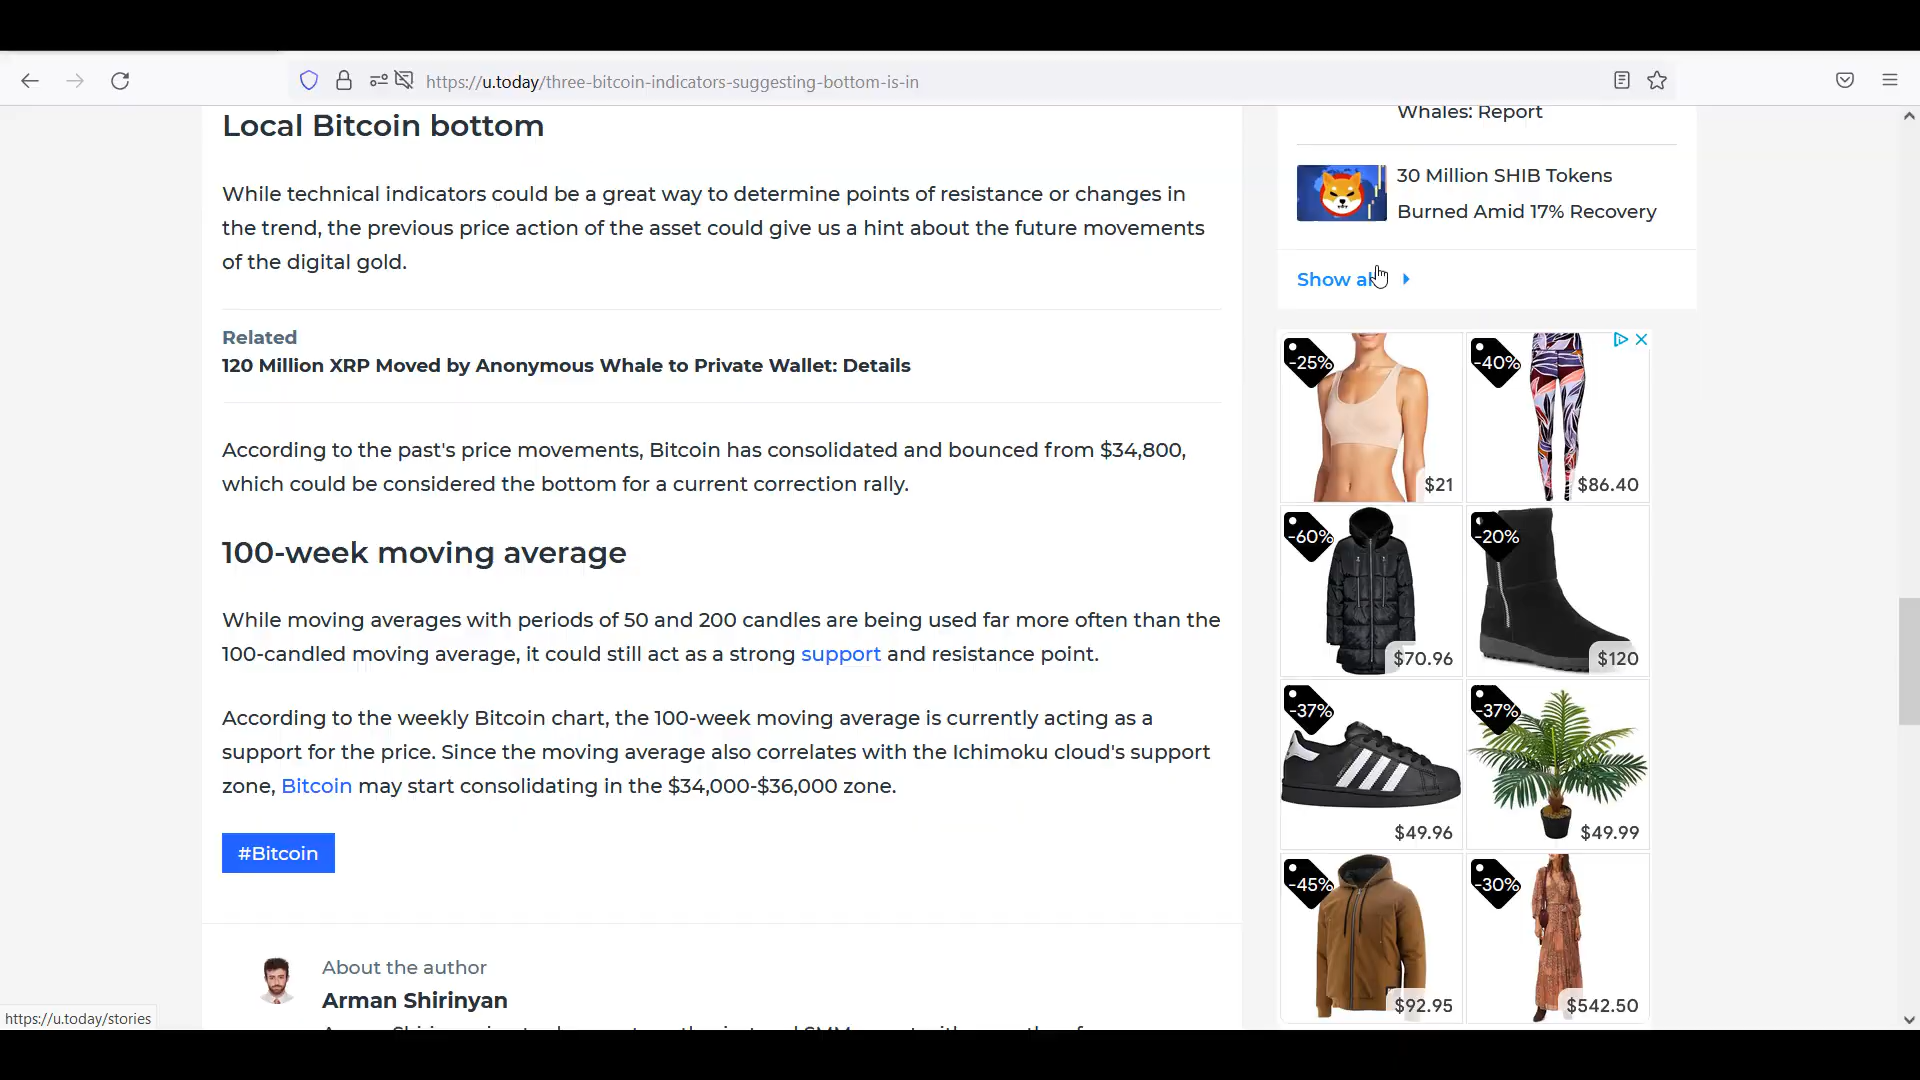 https://u.today/three-bitcoin-indicators-suggesting-bottom-is-in
Local Bitcoin bottom
While technical indicators could be a great way to determine points of resistance or changes in
the trend, the previous price action of the asset could give us a hint about the future movements
of the digital gold.
Related
120 Million XRP Moved by Anonymous Whale to Private Wallet: Details
According to the past's price movements, Bitcoin has consolidated and bounced from $34,800,
which could be considered the bottom for a current correction rally.
100-week moving average
While moving averages with periods of 50 and 200 candles are being used far more often than the
100-candled moving average, it could still act as a strong support and resistance point.
According to the weekly Bitcoin chart, the 100-week moving average is currently acting as a
support for the price. Since the moving average also correlates with the Ichimoku cloud's support
zone, Bitcoin may start consolidating in the $34,000-$36,000 zone.
#Bitcoin
About the author
Arman Shirinyan
Whales: Report
30 Million SHIB Tokens
Burned Amid 17% Recovery
Show all
-25%
-40%
$21
$86.40
-60%
-20%
$70.96
$120
-37%
-37%
$49.96
$49.99
-45%
-30%
$92.95
$542.50
https://u.today/stories